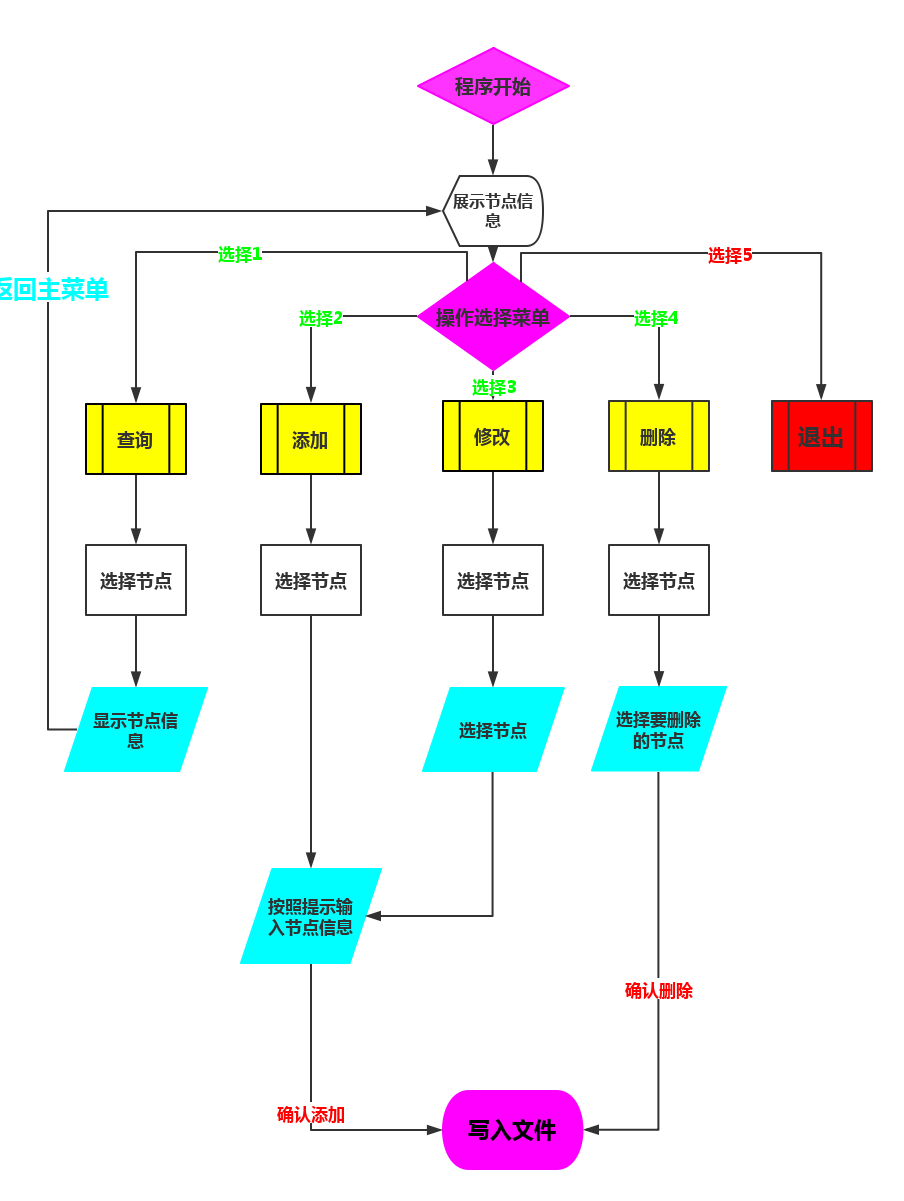 程序开始
展示节点信
息
选择1
选择5
返回主菜单
选择2
操作选择菜单
选择4
选择3
查询
添加
修改
删除
退出
选择节点
选择节点
选择节点
选择节点
显示节点信
息
选择节点
选择要删除
的节点
按照提示输
入节点信息
确认删除
确认添加
写入文件